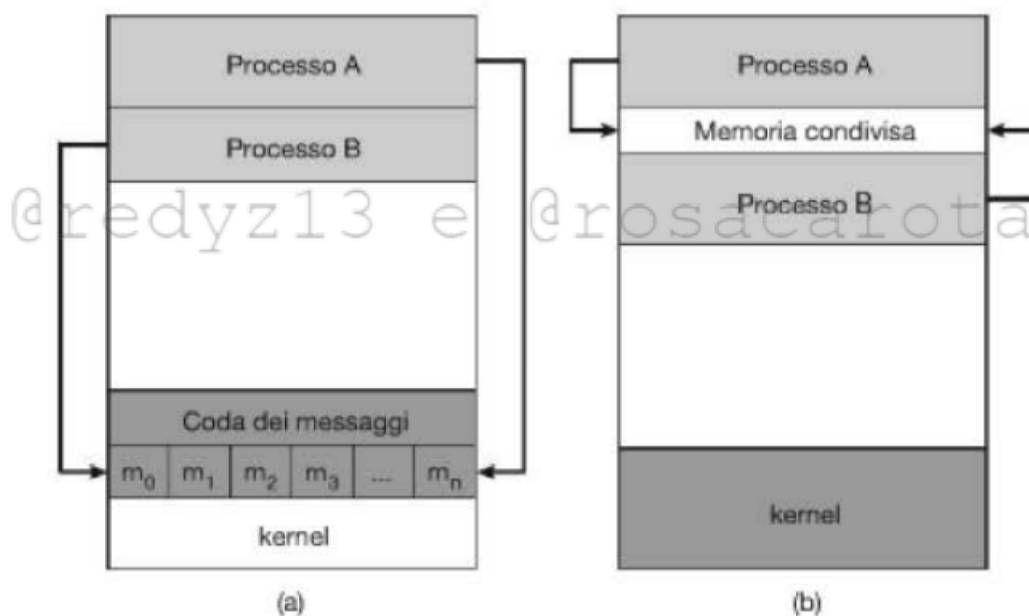 Processo A
Processo B
Coda dei messaggi
m0 m1 m2 m3 ... mn
kernel
(a)
Processo A
Memoria condivisa
Processo B
kernel
(b)
@redyz13 e @rosacarota